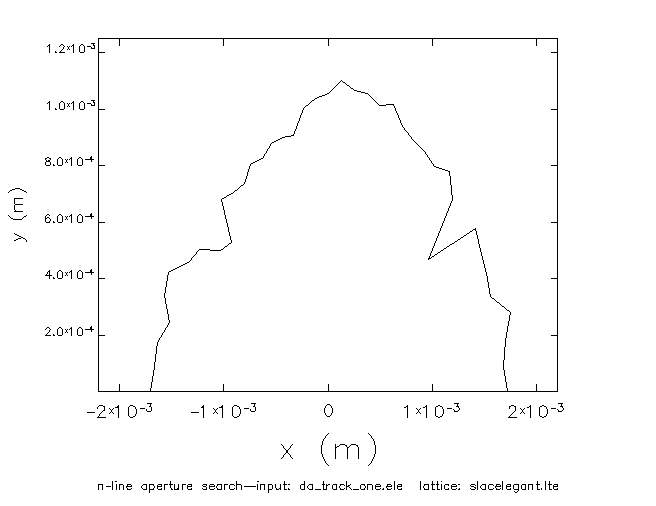 1.2×10⁻³
1.0×10⁻³
8.0×10⁻⁴
6.0×10⁻⁴
4.0×10⁻⁴
2.0×10⁻⁴
y (m)
−2×10⁻³ −1×10⁻³ 0 1×10⁻³ 2×10⁻³
x (m)
n−line aperture search−−input: da_track_one.ele lattice: slacelegant.lte